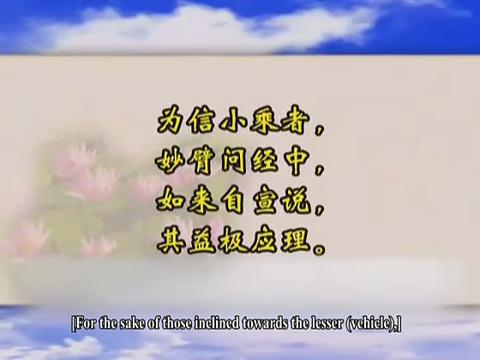 为信小乘者，
妙臂问经中，
如来自宣说，
其益极应理。
[For the sake of those inclined towards the lesser (vehicle),]